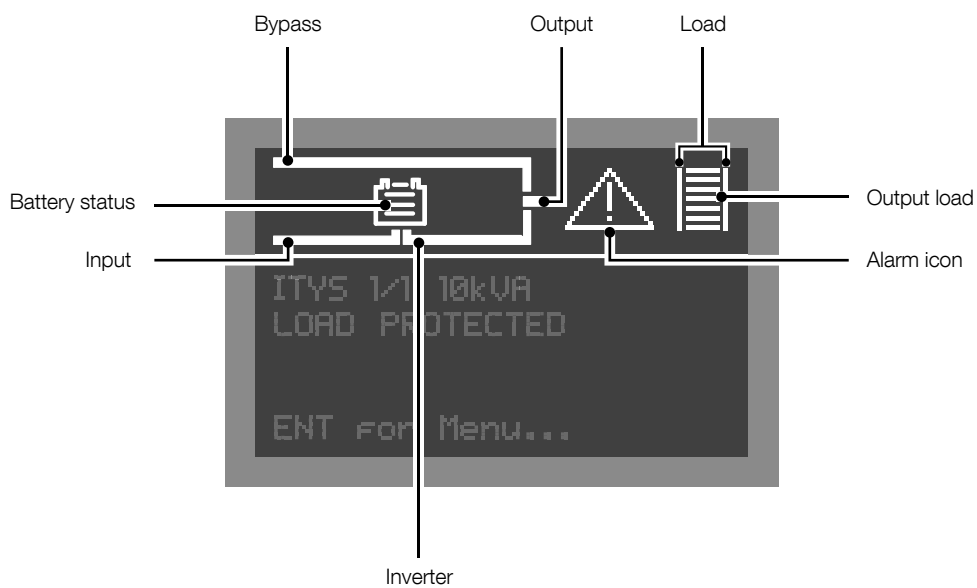 Bypass
Output
Load
Battery status
Output load
Input
Alarm icon
ITYS 1/1 10kVA
LOAD PROTECTED
ENT for Menu...
Inverter